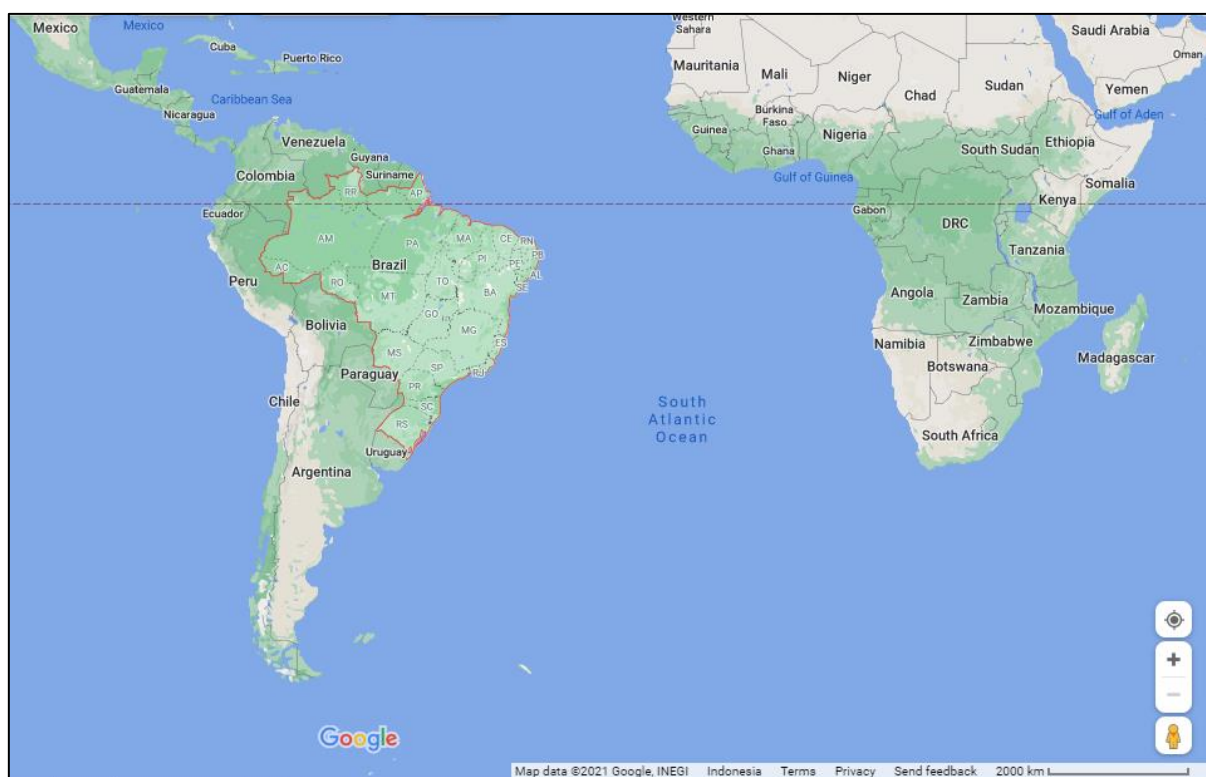 Mexico
Mexico
Cuba
Puerto Rico
Guatemala
Caribbean Sea
Nicaragua
Venezuela
Guyana
Suriname
Colombia
Ecuador
Peru
Brazil
Bolivia
Paraguay
Chile
Uruguay
Argentina
RR
AP
AM
PA
MA
CE
RN
PB
PI
PE
AL
SE
AC
RO
TO
BA
MT
GO
MG
ES
MS
SP
RJ
PR
SC
RS
South
Atlantic
Ocean
Western
Sahara
Mauritania
Mali
Niger
Chad
Sudan
Saudi Arabia
Oman
Yemen
Gulf of Aden
Guinea
Burkina
Faso
Ghana
Nigeria
South Sudan
Ethiopia
Somalia
Gulf of Guinea
Gabon
DRC
Kenya
Tanzania
Angola
Zambia
Mozambique
Namibia
Zimbabwe
Botswana
Madagascar
South Africa
Google
Map data ©2021 Google, INEGI Indonesia Terms Privacy Send feedback 2000 km